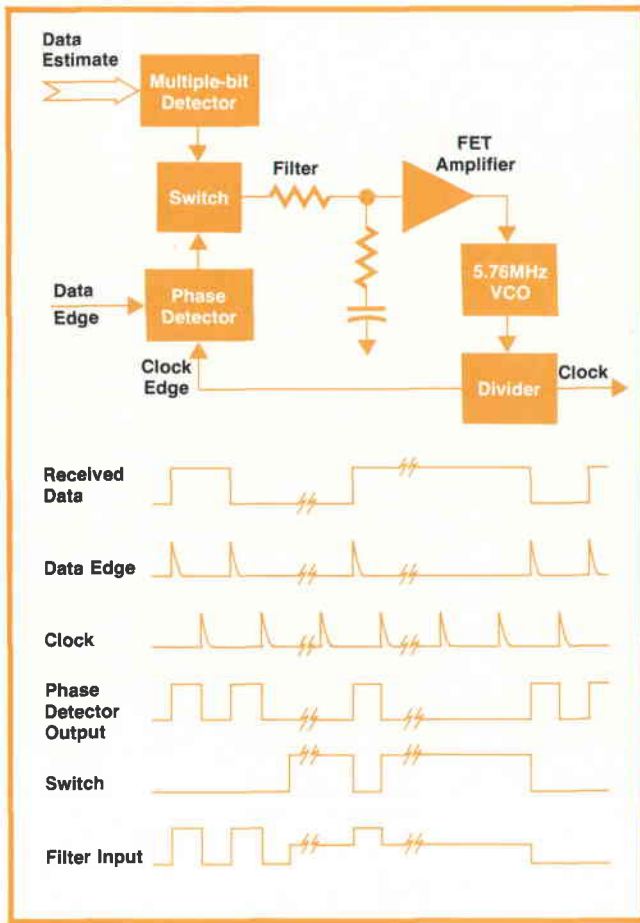 Data
Estimate
Multiple-bit
Detector
FET
Amplifier
Filter
Switch
5.76MHz
VCO
Data
Edge
Phase
Detector
Clock
Edge
Divider
Clock
Received
Data
Data Edge
Clock
Phase
Detector
Output
Switch
Filter Input